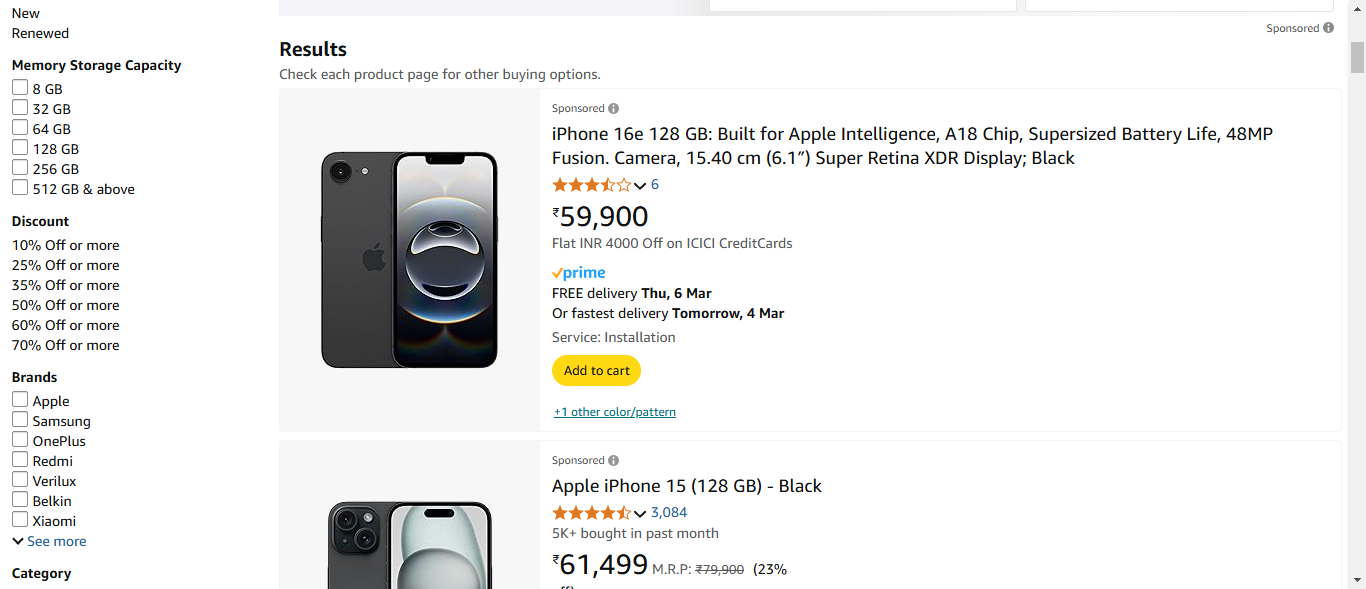 New
Renewed
Memory Storage Capacity
8 GB
32 GB
64 GB
128 GB
256 GB
512 GB & above
Discount
10% Off or more
25% Off or more
35% Off or more
50% Off or more
60% Off or more
70% Off or more
Brands
Apple
Samsung
OnePlus
Redmi
Verilux
Belkin
Xiaomi
See more
Category
Sponsored
Results
Check each product page for other buying options.
Sponsored
iPhone 16e 128 GB: Built for Apple Intelligence, A18 Chip, Supersized Battery Life, 48MP
Fusion. Camera, 15.40 cm (6.1″) Super Retina XDR Display; Black
6
₹59,900
Flat INR 4000 Off on ICICI CreditCards
prime
FREE delivery Thu, 6 Mar
Or fastest delivery Tomorrow, 4 Mar
Service: Installation
Add to cart
+1 other color/pattern
Sponsored
Apple iPhone 15 (128 GB) - Black
3,084
5K+ bought in past month
₹61,499 M.R.P: ₹79,900 (23%